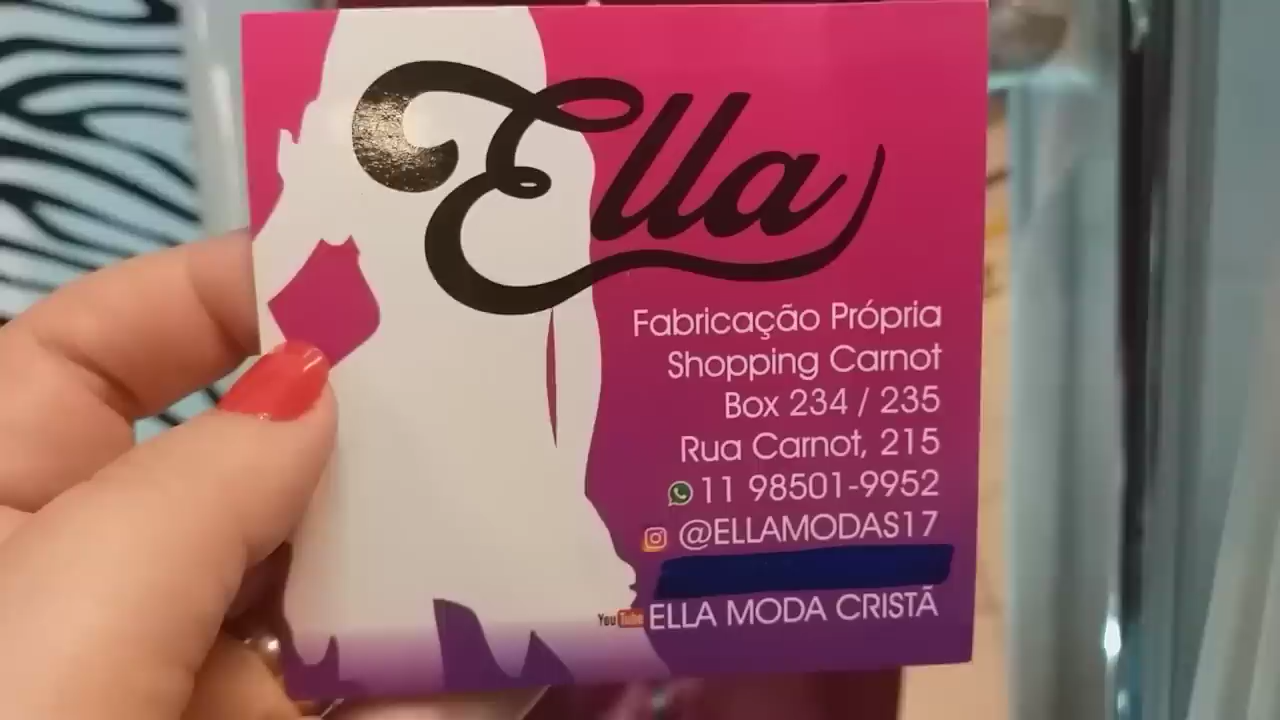 Ella
Fabricação Própria
Shopping Carnot
Box 234 / 235
Rua Carnot, 215
11 98501-9952
@ELLAMODAS17
YouTube ELLA MODA CRISTÃ